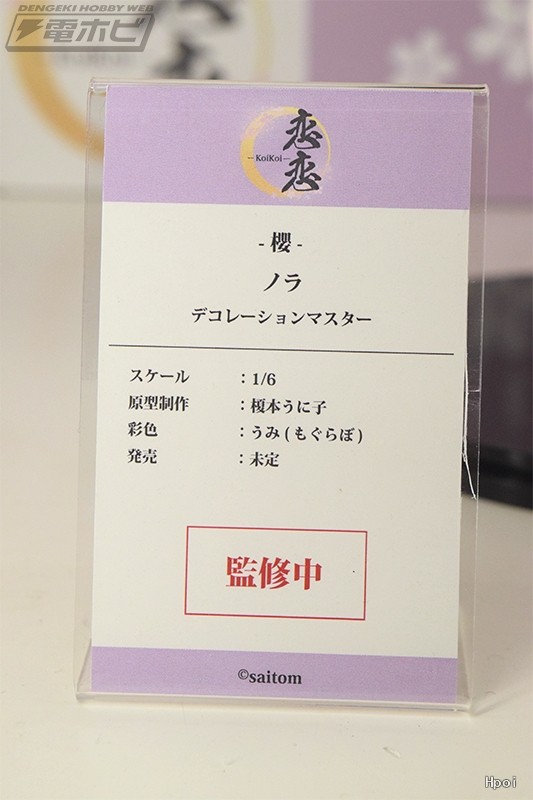 DENGEKI HOBBY WEB
電ホビ
恋
－KoiKoi－
恋
- 櫻 -
ノラ
デコレーションマスター
スケール ：1/6
原型制作 ：榎本うに子
彩色 ：うみ ( もぐらぼ )
発売 ：未定
監修中
©saitom
Hpoi